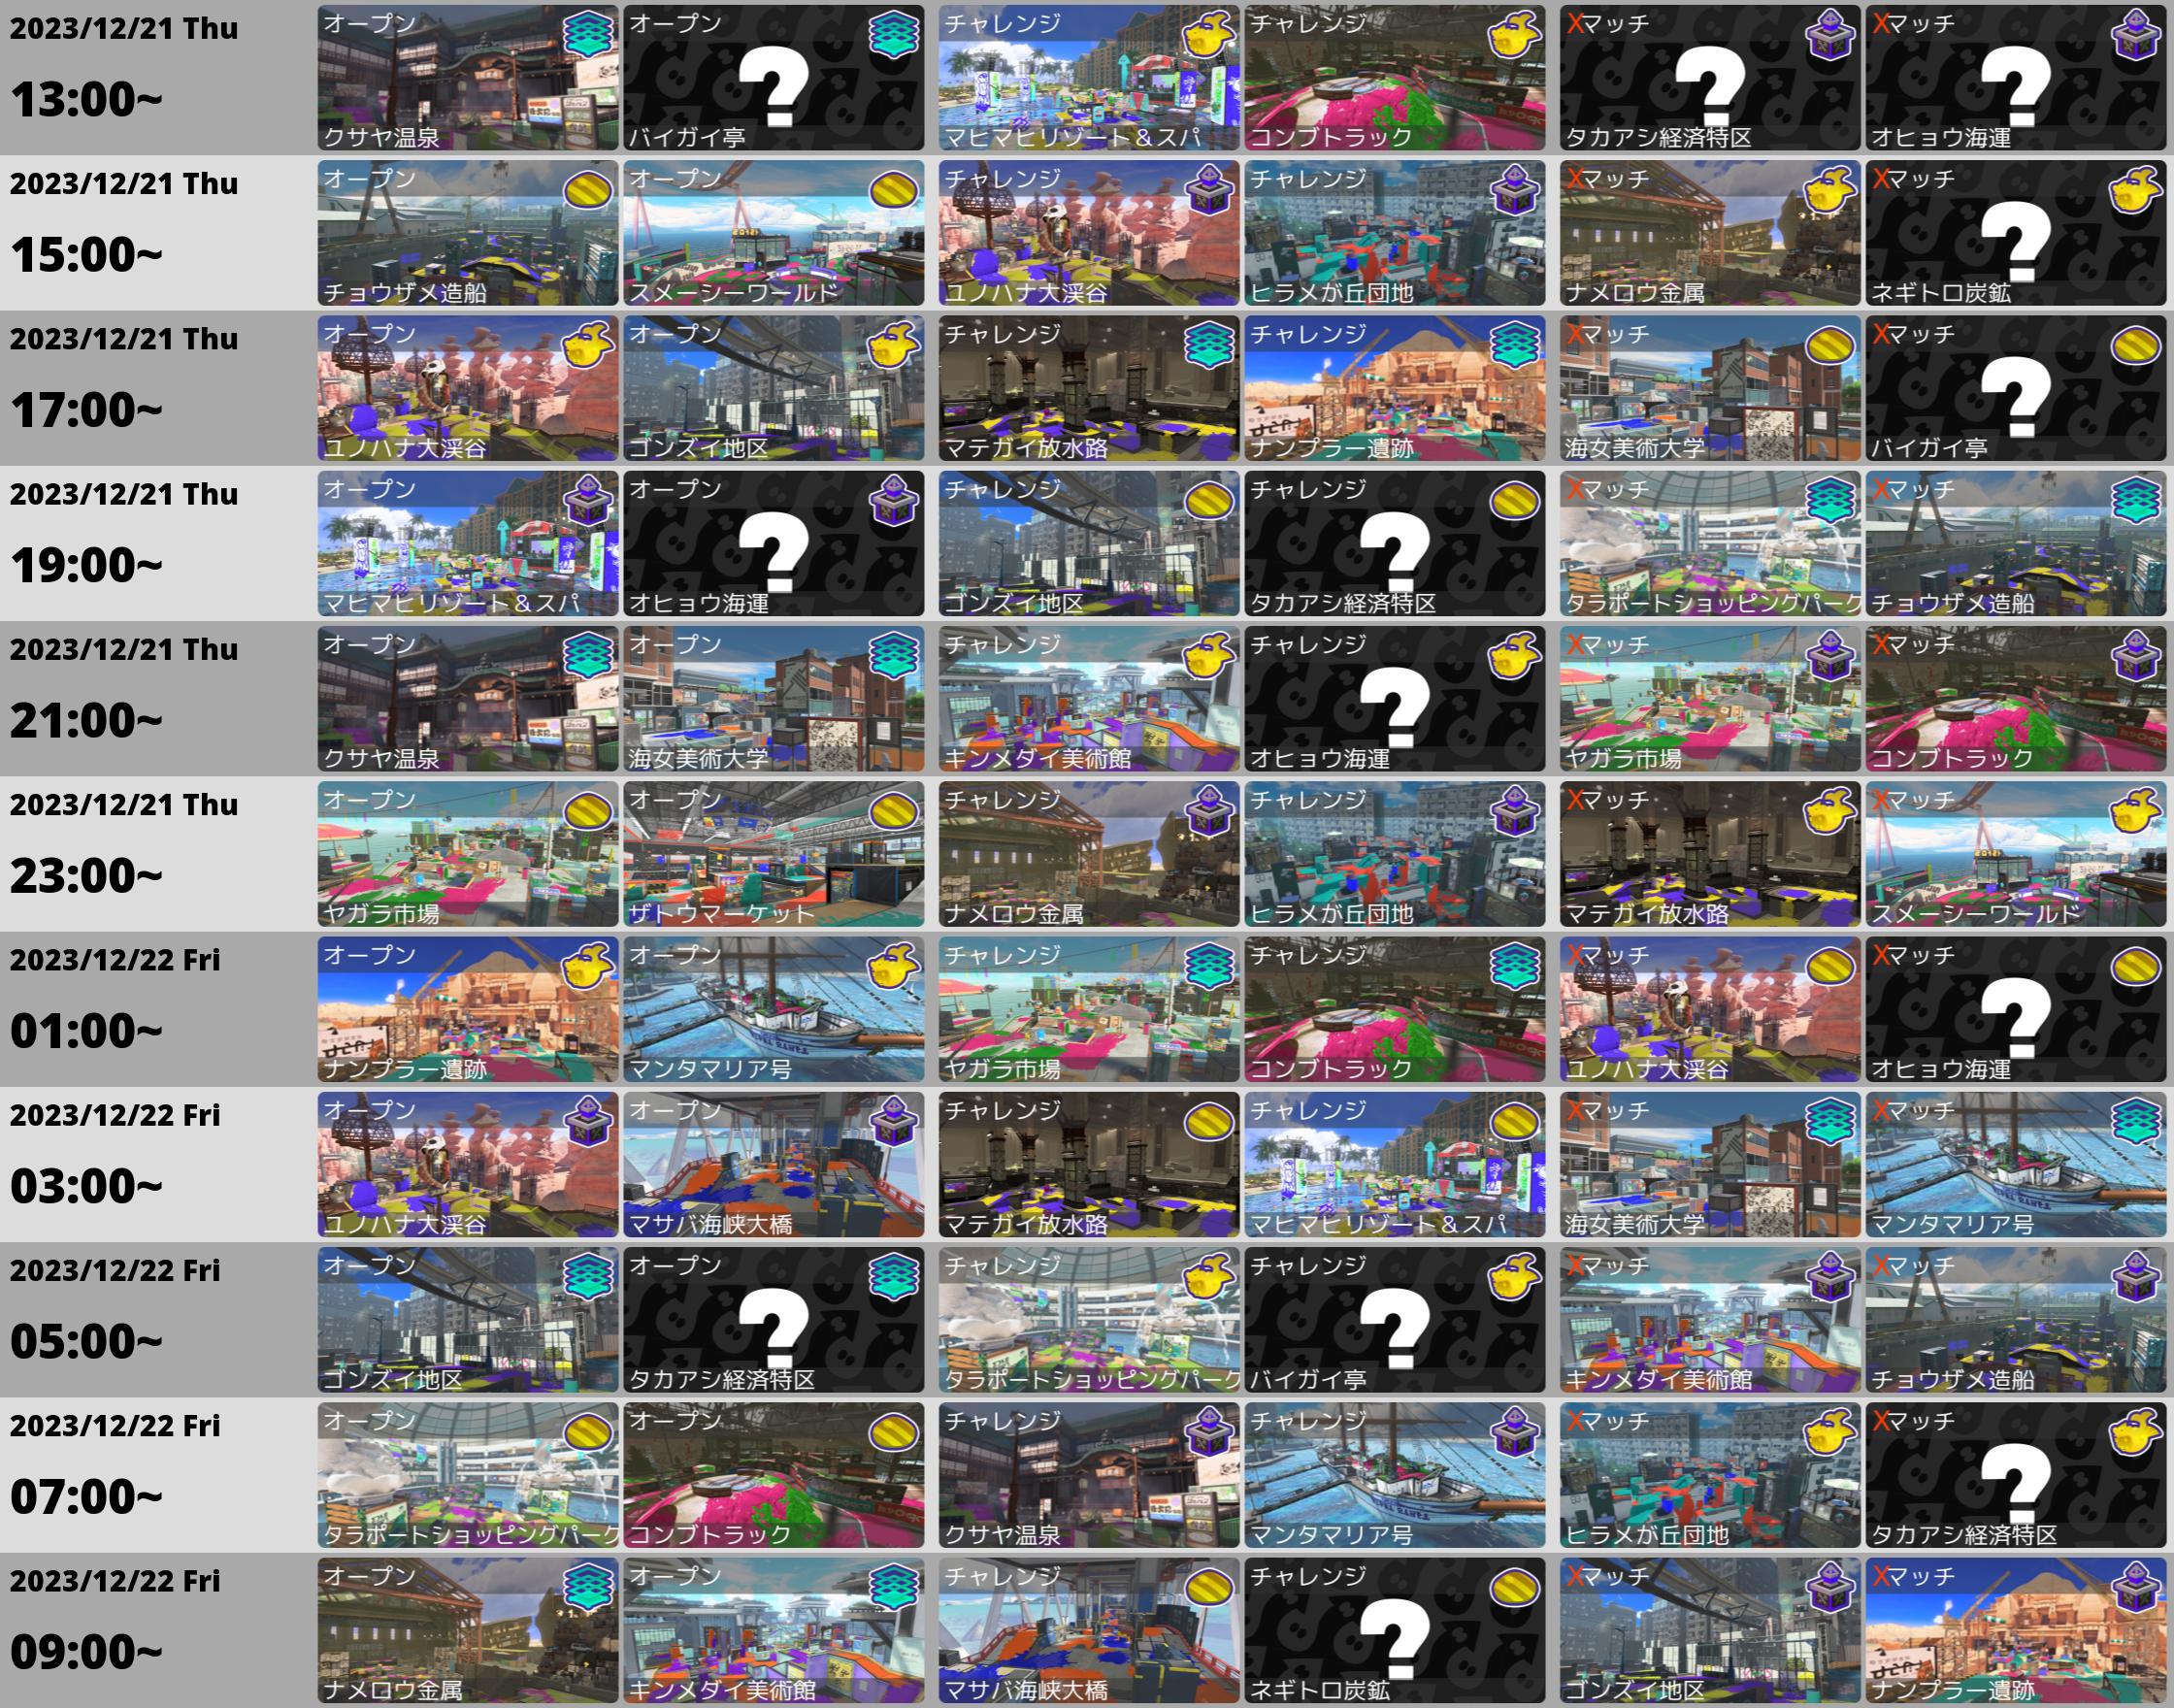 2023/12/21 Thu
13:00~
オープン
クサヤ温泉
オープン
バイガイ亭
チャレンジ
マヒマヒリゾート＆スパ
チャレンジ
コンブトラック
Xマッチ
タカアシ経済特区
Xマッチ
オヒョウ海運
2023/12/21 Thu
15:00~
オープン
チョウザメ造船
オープン
スメーシーワールド
チャレンジ
ユノハナ大渓谷
チャレンジ
ヒラメが丘団地
Xマッチ
ナメロウ金属
Xマッチ
ネギトロ炭鉱
2023/12/21 Thu
17:00~
オープン
ユノハナ大渓谷
オープン
ゴンズイ地区
チャレンジ
マテガイ放水路
チャレンジ
ナンプラー遺跡
Xマッチ
海女美術大学
Xマッチ
バイガイ亭
2023/12/21 Thu
19:00~
オープン
マヒマヒリゾート＆スパ
オープン
オヒョウ海運
チャレンジ
ゴンズイ地区
チャレンジ
タカアシ経済特区
Xマッチ
タラポートショッピングパーク
Xマッチ
チョウザメ造船
2023/12/21 Thu
21:00~
オープン
クサヤ温泉
オープン
海女美術大学
チャレンジ
キンメダイ美術館
チャレンジ
オヒョウ海運
Xマッチ
ヤガラ市場
Xマッチ
コンブトラック
2023/12/21 Thu
23:00~
オープン
ヤガラ市場
オープン
ザトウマーケット
チャレンジ
ナメロウ金属
チャレンジ
ヒラメが丘団地
Xマッチ
マテガイ放水路
Xマッチ
スメーシーワールド
2023/12/22 Fri
01:00~
オープン
ナンプラー遺跡
オープン
マンタマリア号
チャレンジ
ヤガラ市場
チャレンジ
コンブトラック
Xマッチ
ユノハナ大渓谷
Xマッチ
オヒョウ海運
2023/12/22 Fri
03:00~
オープン
ユノハナ大渓谷
オープン
マサバ海峡大橋
チャレンジ
マテガイ放水路
チャレンジ
マヒマヒリゾート＆スパ
Xマッチ
海女美術大学
Xマッチ
マンタマリア号
2023/12/22 Fri
05:00~
オープン
ゴンズイ地区
オープン
タカアシ経済特区
チャレンジ
タラポートショッピングパーク
チャレンジ
バイガイ亭
Xマッチ
キンメダイ美術館
Xマッチ
チョウザメ造船
2023/12/22 Fri
07:00~
オープン
タラポートショッピングパーク
オープン
コンブトラック
チャレンジ
クサヤ温泉
チャレンジ
マンタマリア号
Xマッチ
ヒラメが丘団地
Xマッチ
タカアシ経済特区
2023/12/22 Fri
09:00~
オープン
ナメロウ金属
オープン
キンメダイ美術館
チャレンジ
マサバ海峡大橋
チャレンジ
ネギトロ炭鉱
Xマッチ
ゴンズイ地区
Xマッチ
ナンプラー遺跡